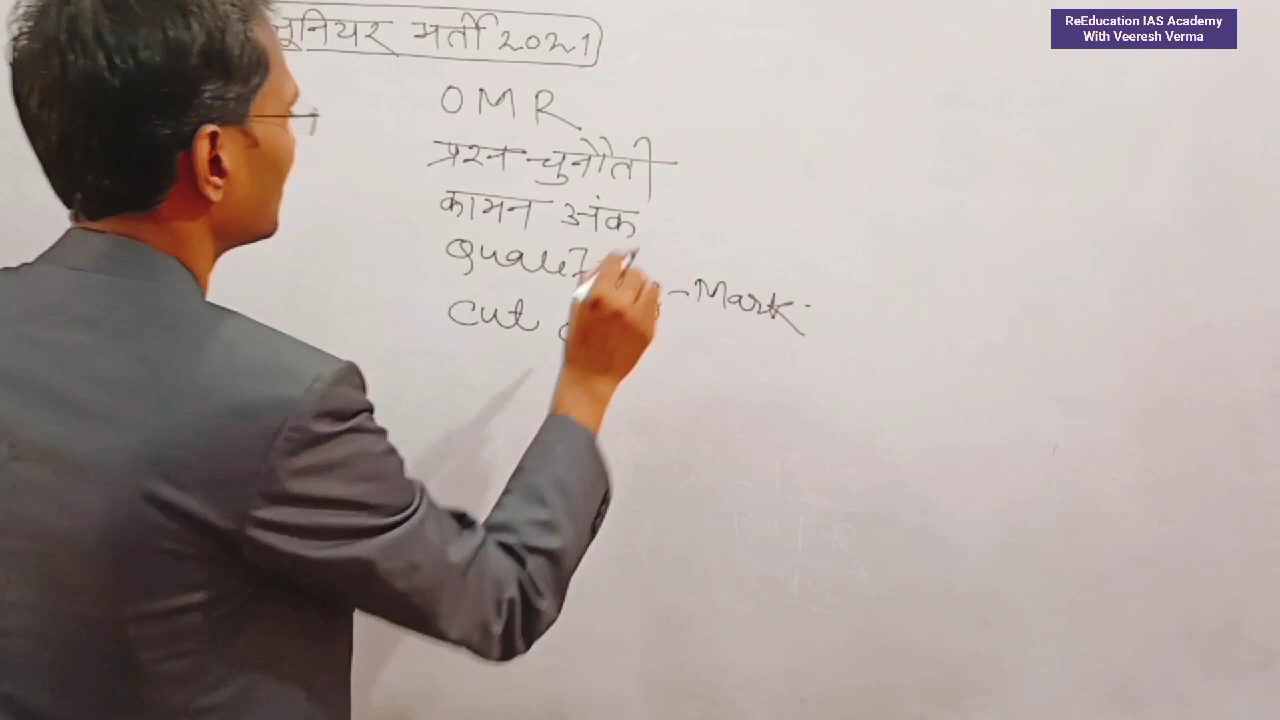 ReEducation IAS Academy
With Veeresh Verma
जूनियर भर्ती 2021
OMR
प्रश्न चुनौती
कामन अंक
- Mark
cut